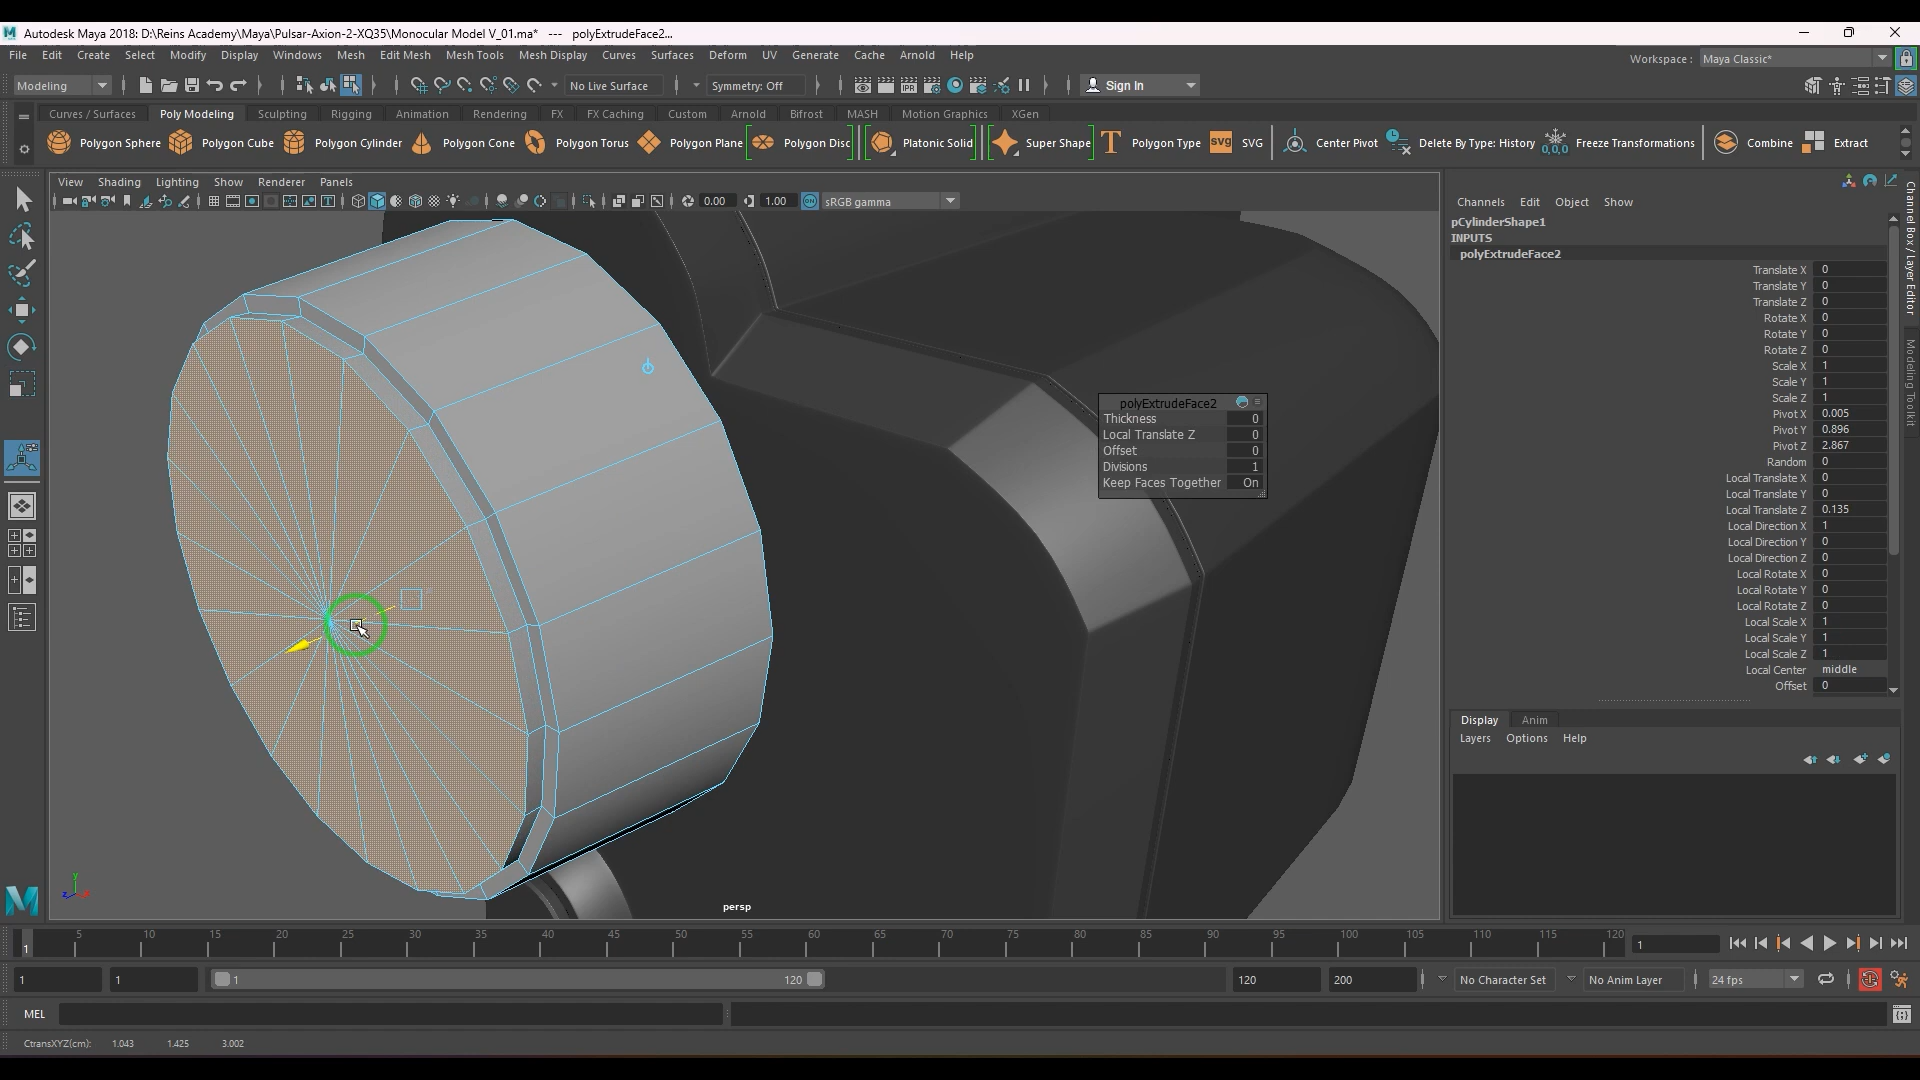 Autodesk Maya 2018: D:\Reins Academy\Maya\Pulsar-Axion-2-XQ35\Monocular Model V_01.ma* --- polyExtrudeFace2...
File Edit Create Select Modify Display Windows Mesh Edit Mesh Mesh Tools Mesh Display Curves Surfaces Deform UV Generate Cache Arnold Help
Workspace : Maya Classic*
Modeling No Live Surface Symmetry: Off Sign In
Curves / Surfaces Poly Modeling Sculpting Rigging Animation Rendering FX FX Caching Custom Arnold Bifrost MASH Motion Graphics XGen
Polygon Sphere Polygon Cube Polygon Cylinder Polygon Cone Polygon Torus Polygon Plane Polygon Disc Platonic Solid Super Shape Polygon Type SVG SVG Center Pivot Delete By Type: History 0,0,0 Freeze Transformations Combine Extract
View Shading Lighting Show Renderer Panels
0.00 1.00 ON sRGB gamma
Channels Edit Object Show
pCylinderShape1
INPUTS
polyExtrudeFace2
Translate X 0
Translate Y 0
Translate Z 0
Rotate X 0
Rotate Y 0
Rotate Z 0
Scale X 1
Scale Y 1
Scale Z 1
Pivot X 0.005
Pivot Y 0.896
Pivot Z 2.867
Random 0
Local Translate X 0
Local Translate Y 0
Local Translate Z 0.135
Local Direction X 1
Local Direction Y 0
Local Direction Z 0
Local Rotate X 0
Local Rotate Y 0
Local Rotate Z 0
Local Scale X 1
Local Scale Y 1
Local Scale Z 1
Local Center middle
Offset 0
Channel Box / Layer Editor
Modeling Toolkit
polyExtrudeFace2
Thickness 0
Local Translate Z 0
Offset 0
Divisions 1
Keep Faces Together On
Display Anim
Layers Options Help
y
z x
persp
1 5 10 15 20 25 30 35 40 45 50 55 60 65 70 75 80 85 90 95 100 105 110 115 120 1
1 1 1 120 120 200 No Character Set No Anim Layer 24 fps
MEL
CtransXYZ(cm): 1.043 1.425 3.002